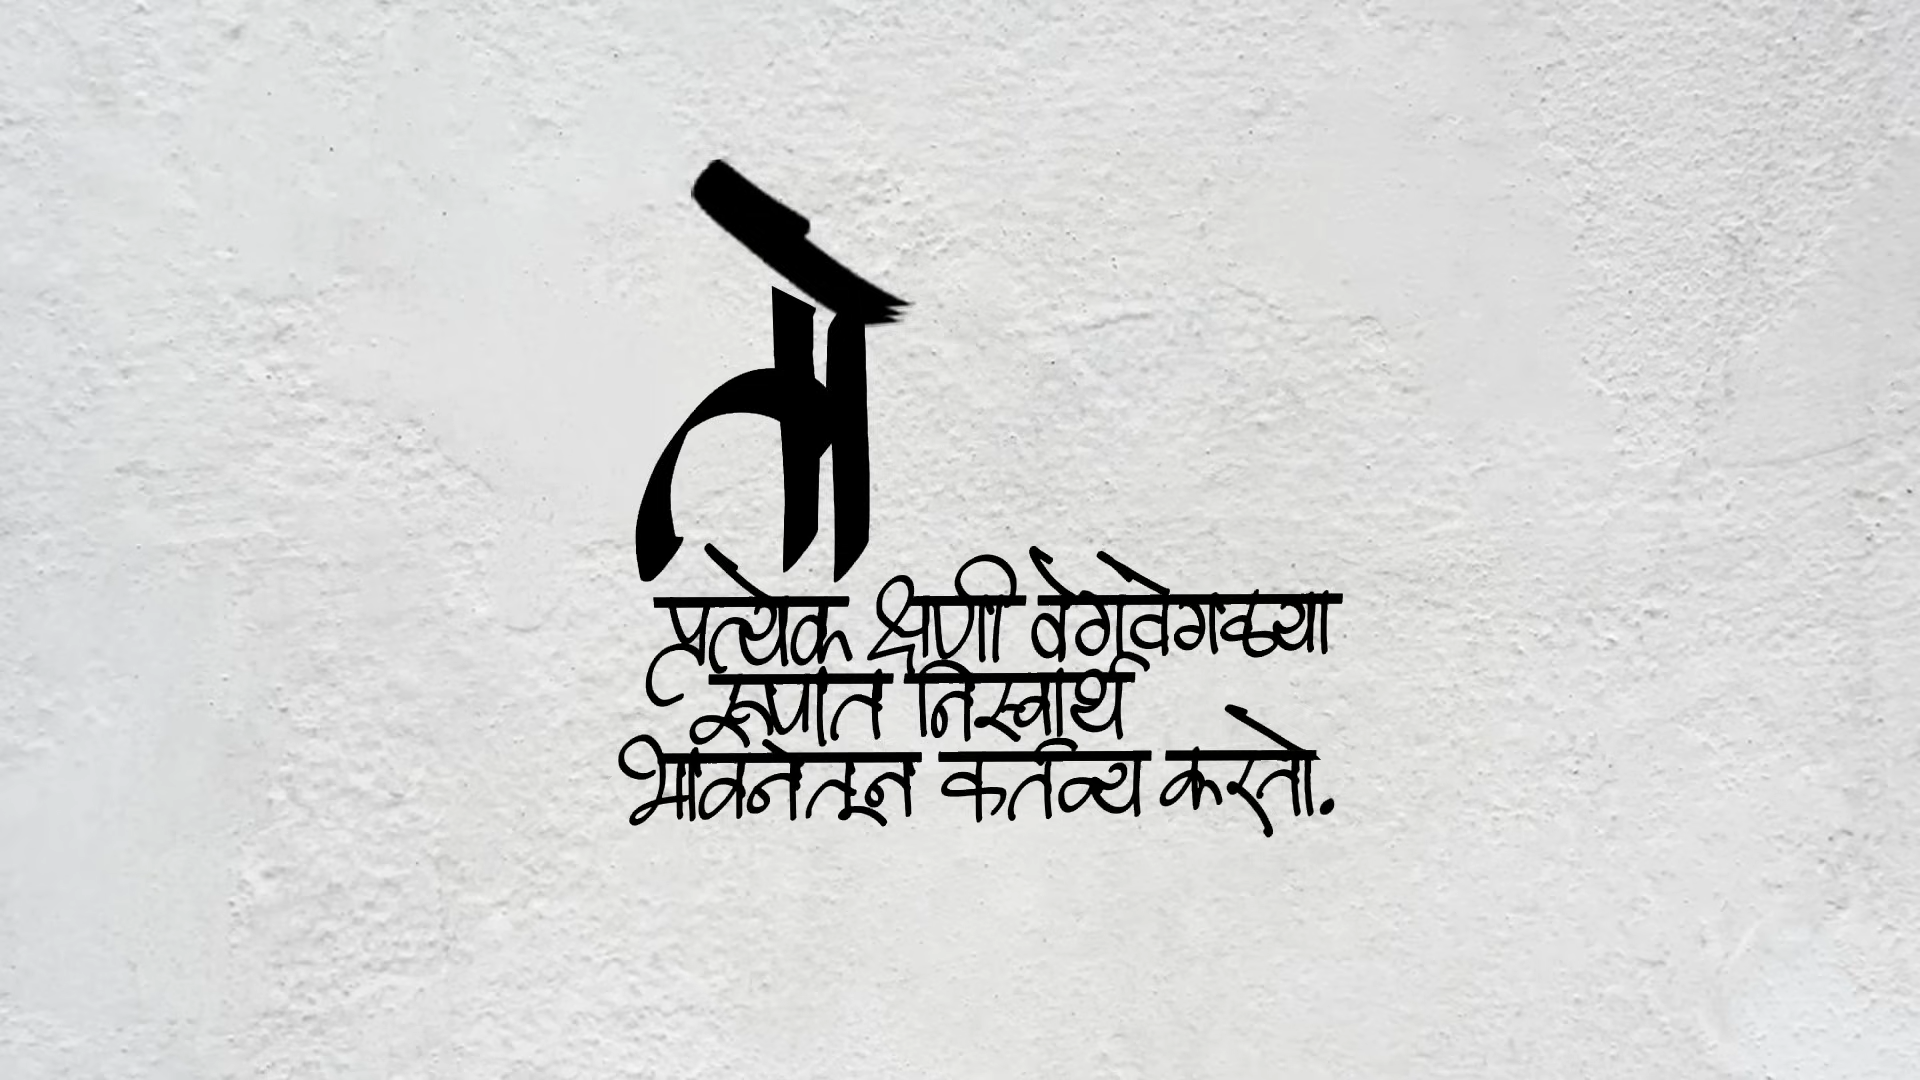 तो
प्रत्येक क्षणी वेगवेगळ्या
रूपात निस्वार्थ
भावनेतून कर्तव्य करतो.